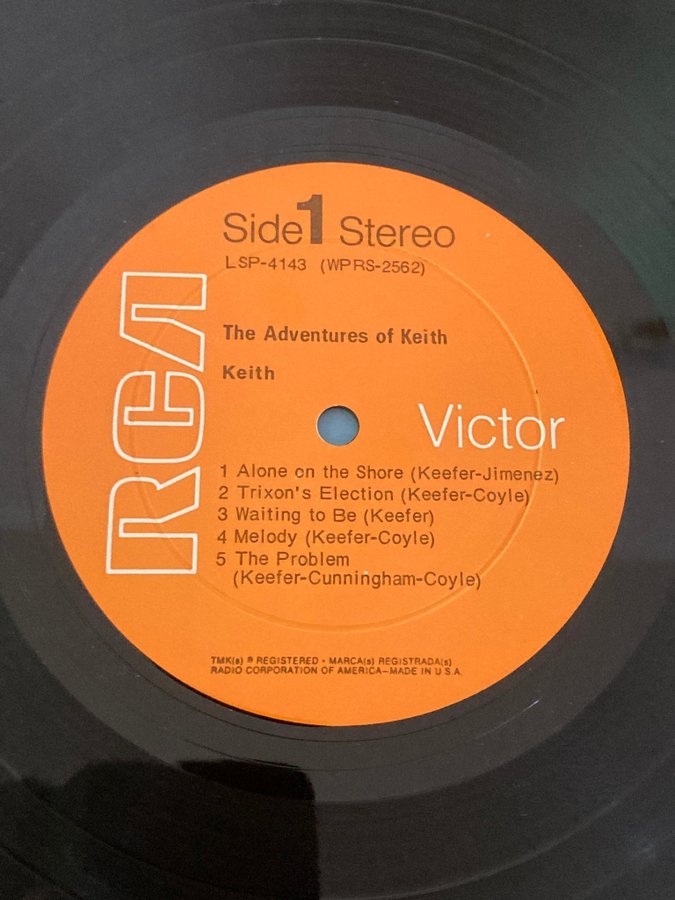 Side 1 Stereo
LSP-4143 (WPRS-2562)
The Adventures of Keith
Keith
RCA
Victor
1 Alone on the Shore (Keefer-Jimenez)
2 Trixon's Election (Keefer-Coyle)
3 Waiting to Be (Keefer)
4 Melody (Keefer-Coyle)
5 The Problem
(Keefer-Cunningham-Coyle)
TMK(s) ® REGISTERED • MARCA(s) REGISTRADA(s)
RADIO CORPORATION OF AMERICA—MADE IN U.S.A.